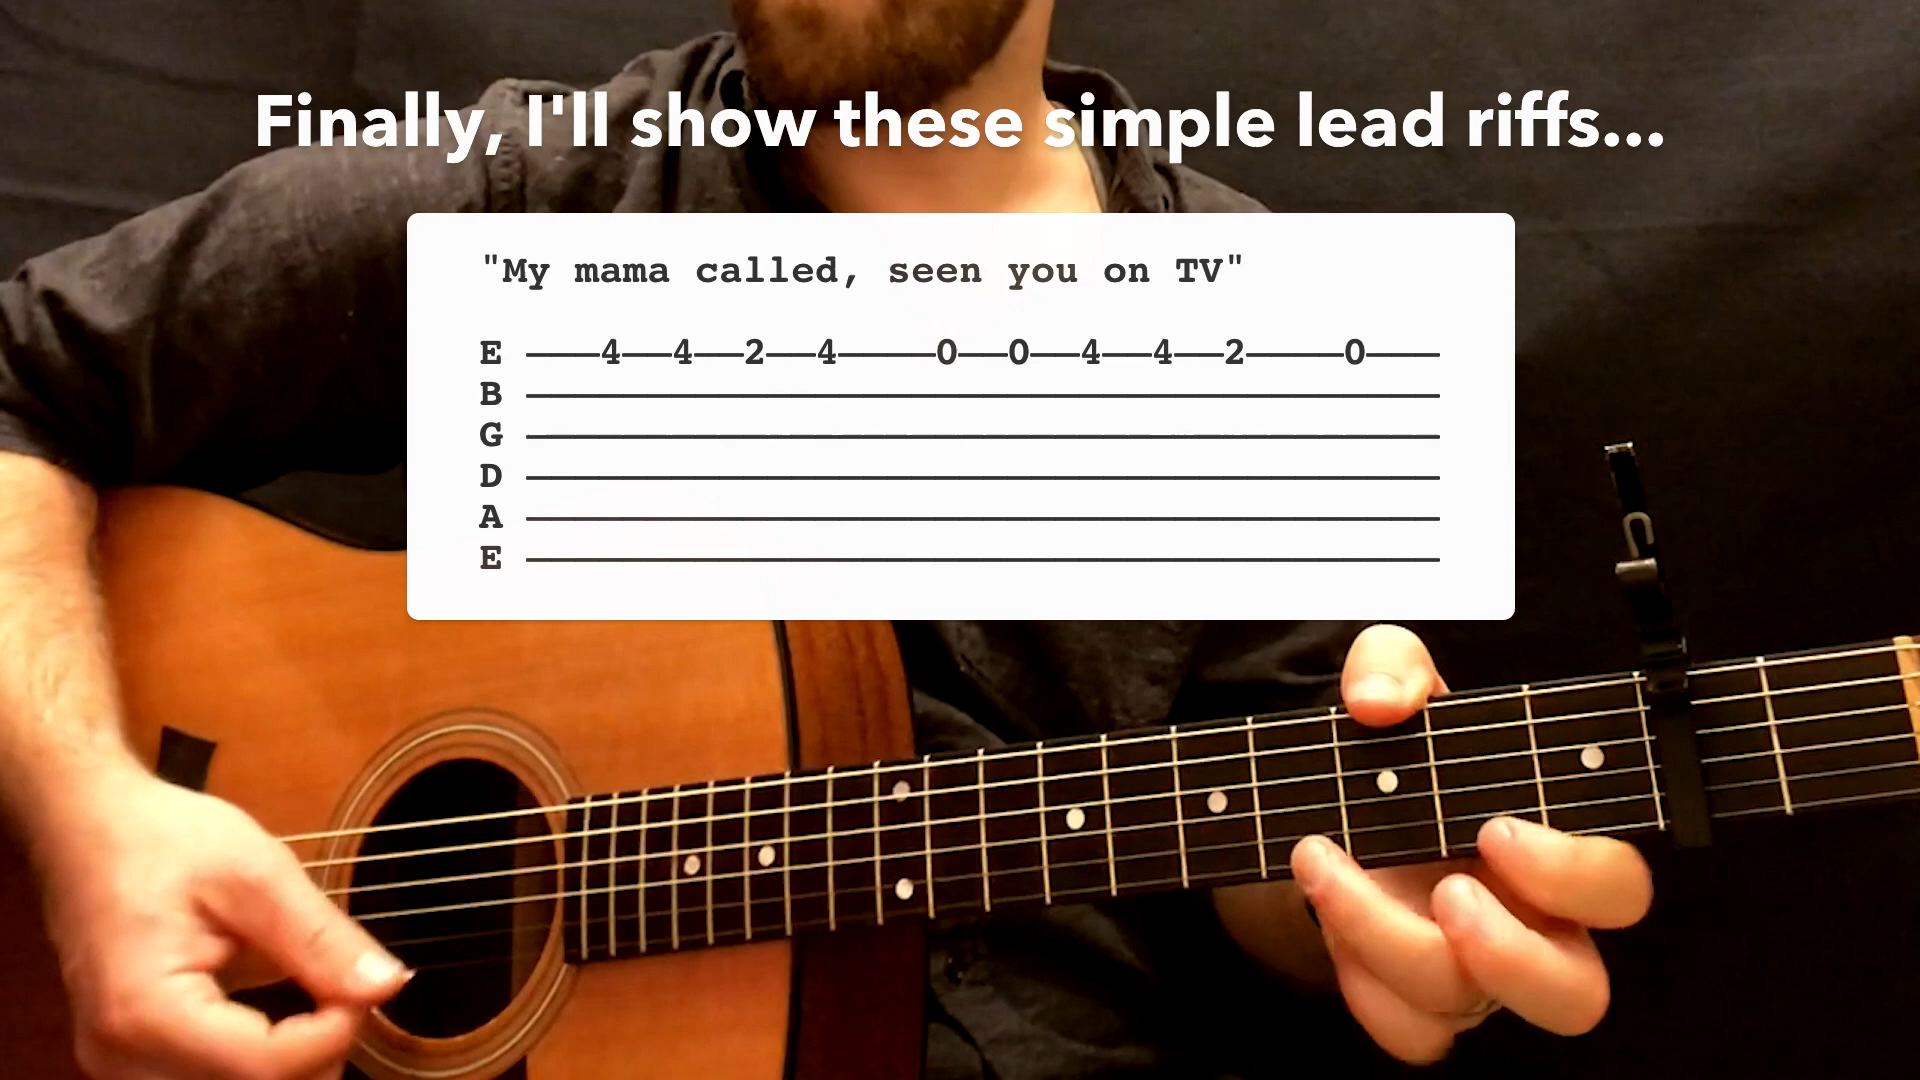 Finally, I'll show these simple lead riffs...
"My mama called, seen you on TV"
E ———4——4——2——4————0——0——4——4——2————0———
B ——————————————————————————————————————
G ——————————————————————————————————————
D ——————————————————————————————————————
A ——————————————————————————————————————
E ——————————————————————————————————————